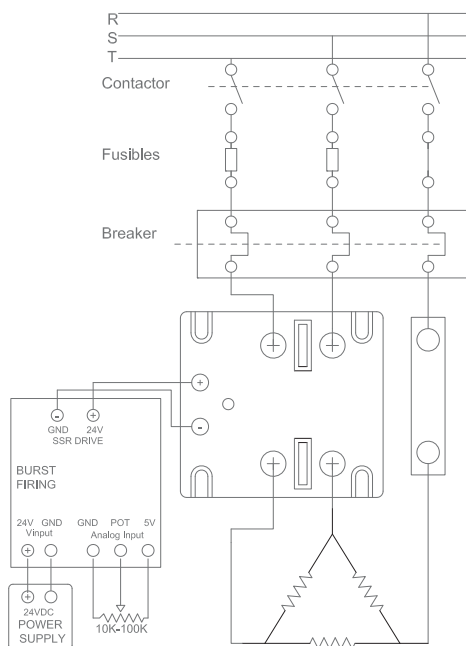 R
S
T
Contactor
Fusibles
Breaker
+
-
- +
GND 24V
SSR DRIVE
BURST
FIRING
24V GND GND POT 5V
Vinput Analog Input
+
+
24VDC
POWER
SUPPLY
10K-100K